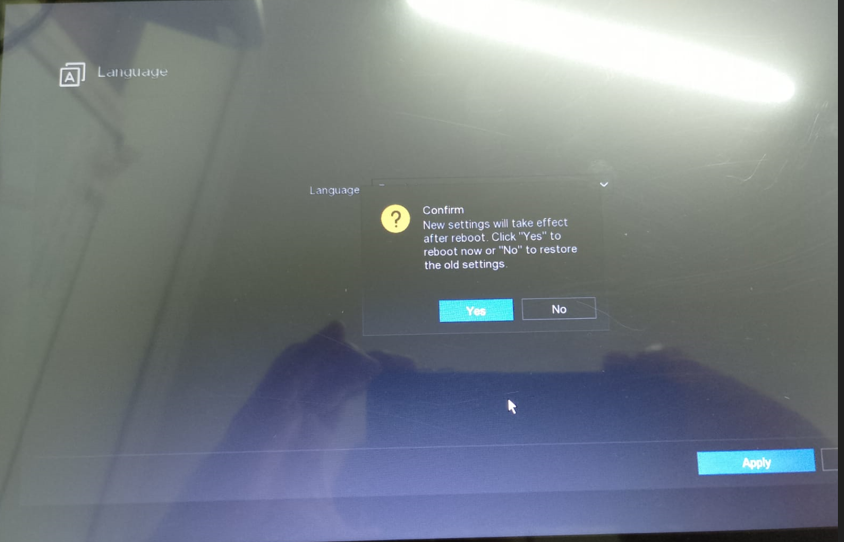 A Language
Language
Confirm
New settings will take effect
after reboot. Click "Yes" to
reboot now or "No" to restore
the old settings.
Yes
No
Apply